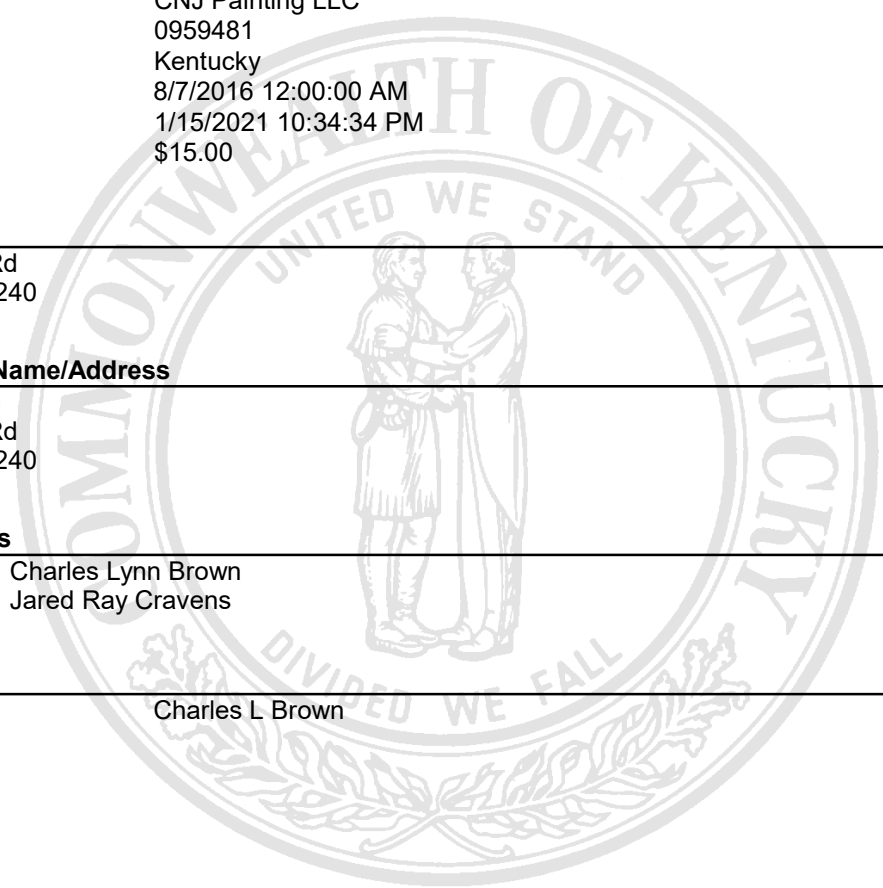 CNJ Painting LLC
0959481
Kentucky
8/7/2016 12:00:00 AM
1/15/2021 10:34:34 PM
$15.00
COMMONWEALTH OF KENTUCKY
UNITED WE STAND
Rd
240
Name/Address
Rd
240
s
Charles Lynn Brown
Jared Ray Cravens
DIVIDED WE FALL
Charles L Brown